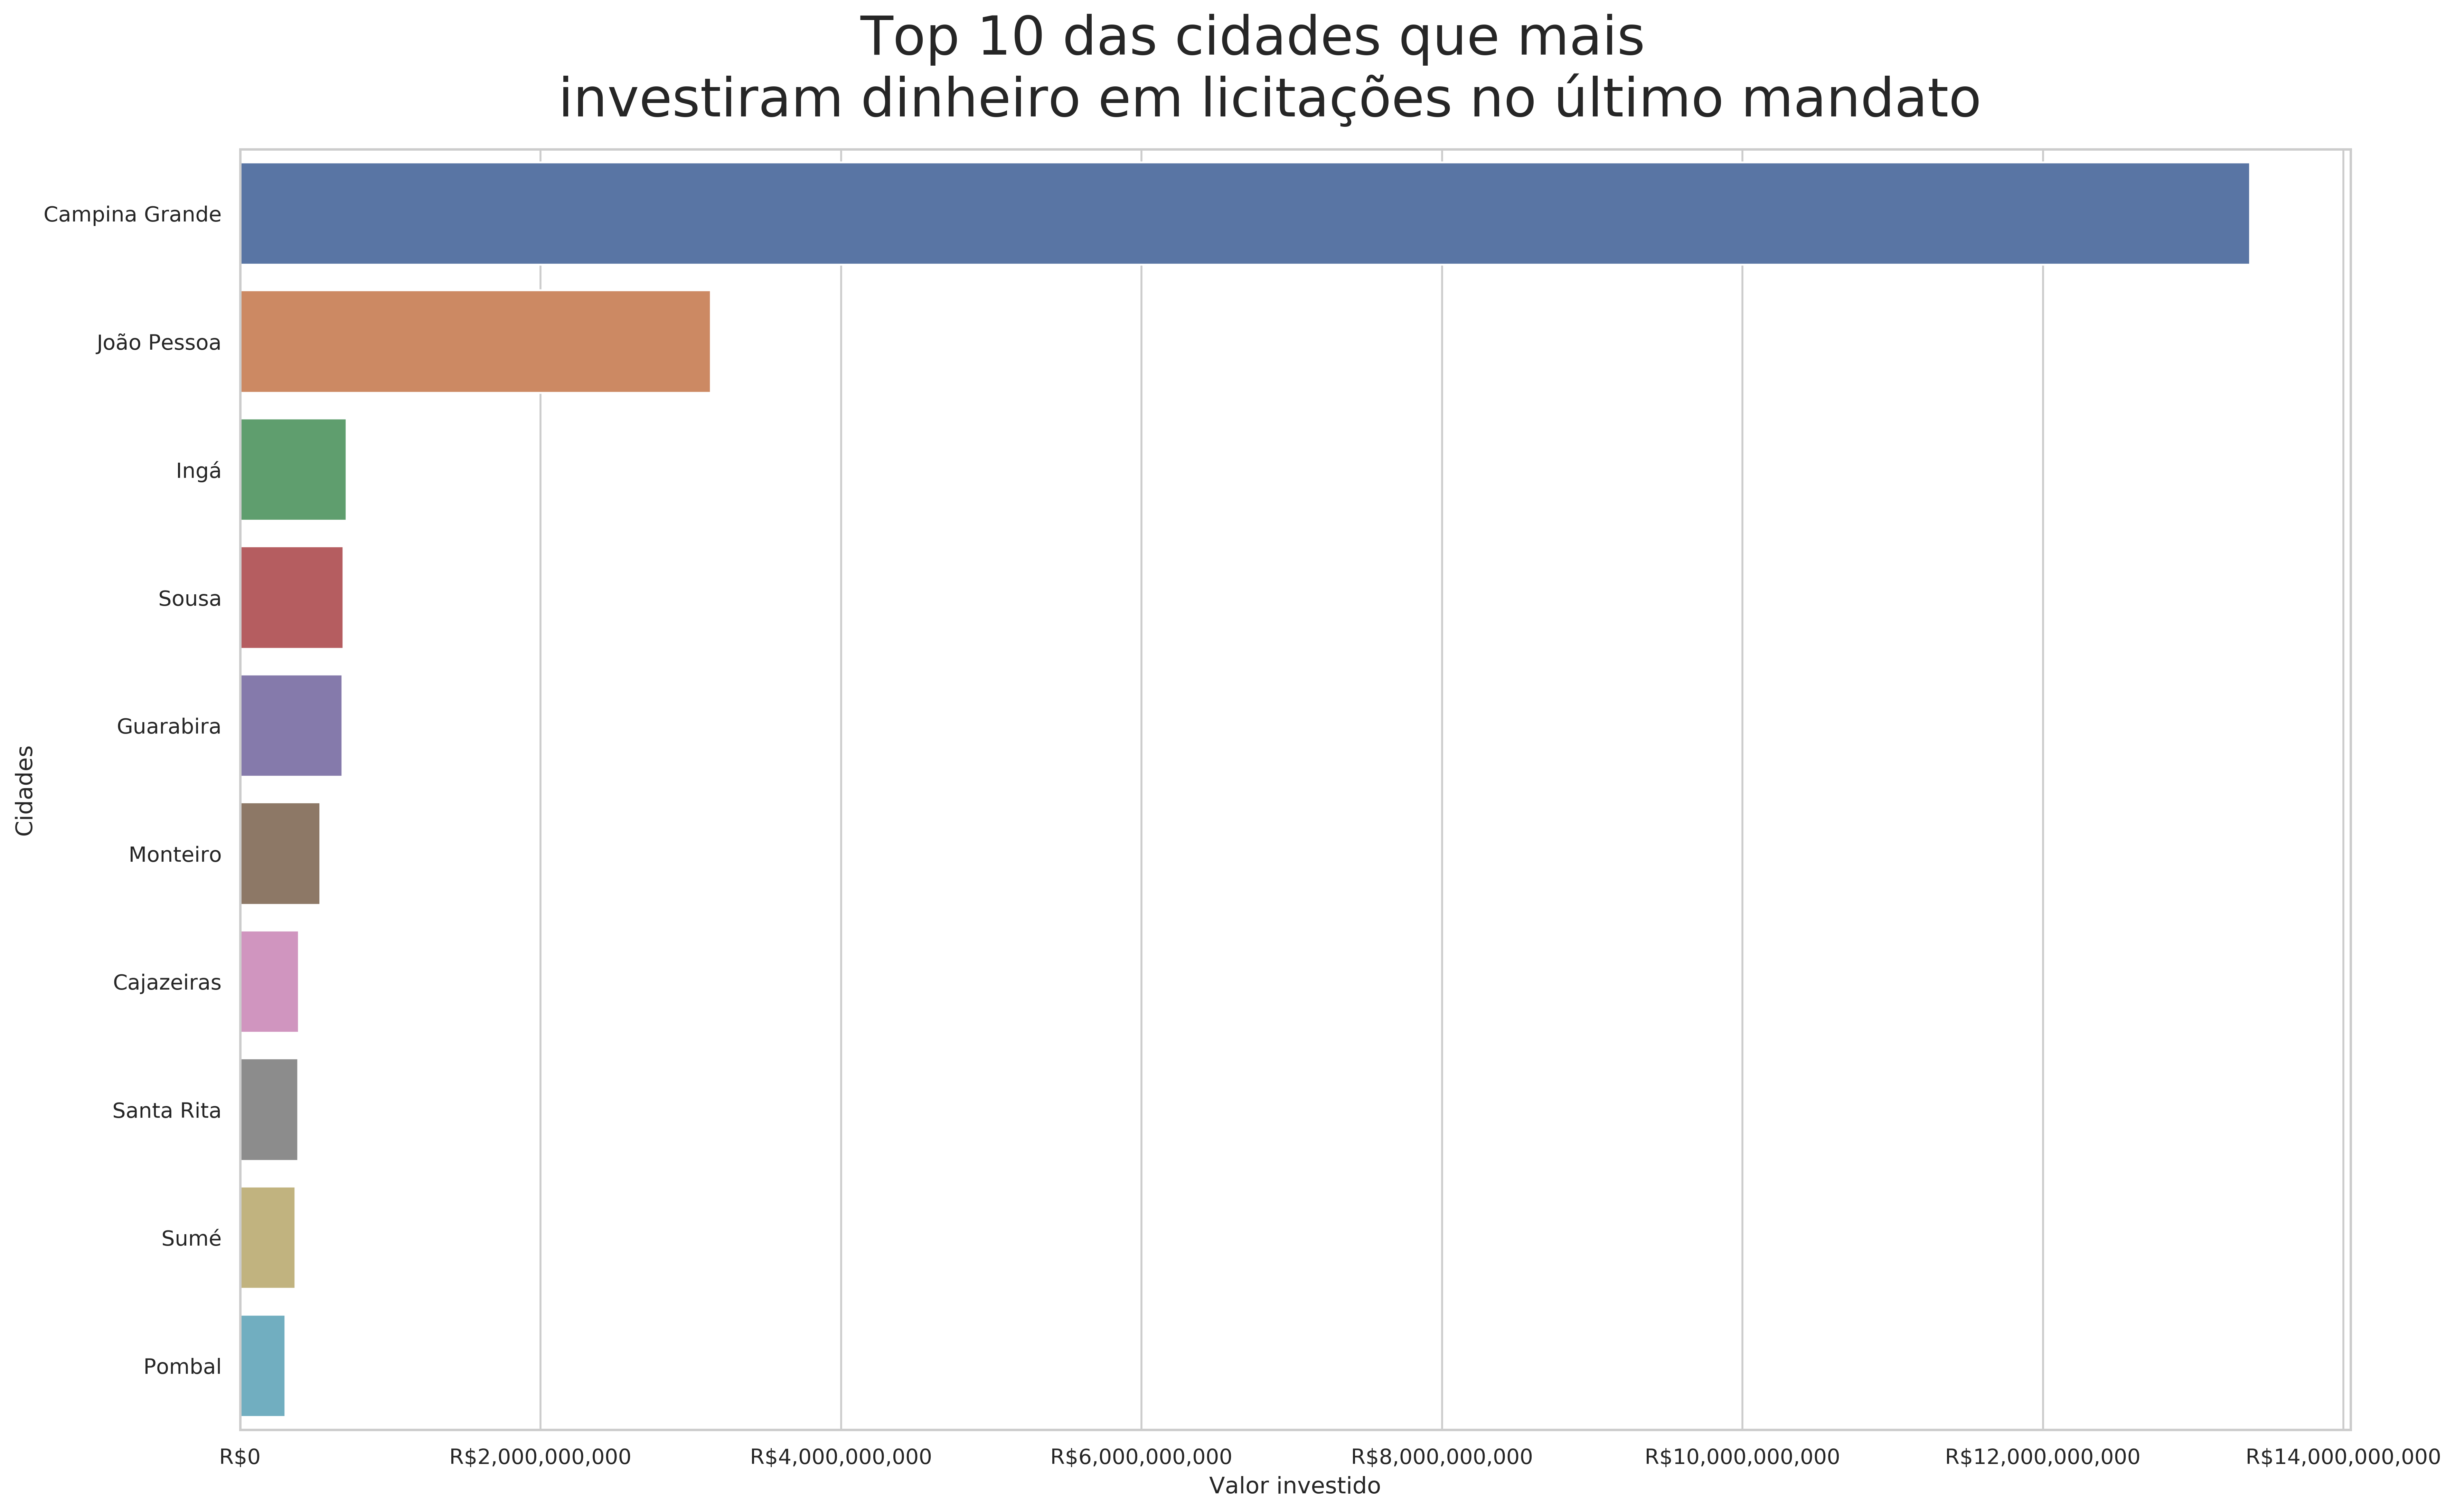 Top 10 das cidades que mais
investiram dinheiro em licitações no último mandato
Cidades
Campina Grande
João Pessoa
Ingá
Sousa
Guarabira
Monteiro
Cajazeiras
Santa Rita
Sumé
Pombal
R$0 R$2,000,000,000 R$4,000,000,000 R$6,000,000,000 R$8,000,000,000 R$10,000,000,000 R$12,000,000,000 R$14,000,000,000
Valor investido